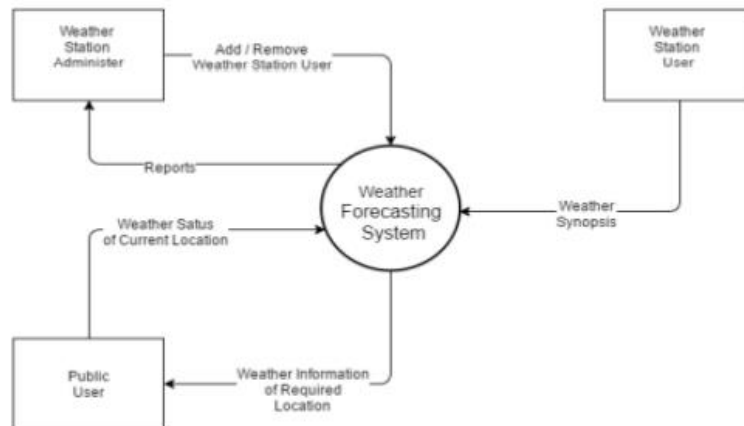 Weather
Station
Administer
Add / Remove
Weather Station User
Weather
Station
User
Reports
Weather
Forecasting
System
Weather
Synopsis
Weather Satus
of Current Location
Public
User
Weather Information
of Required
Location